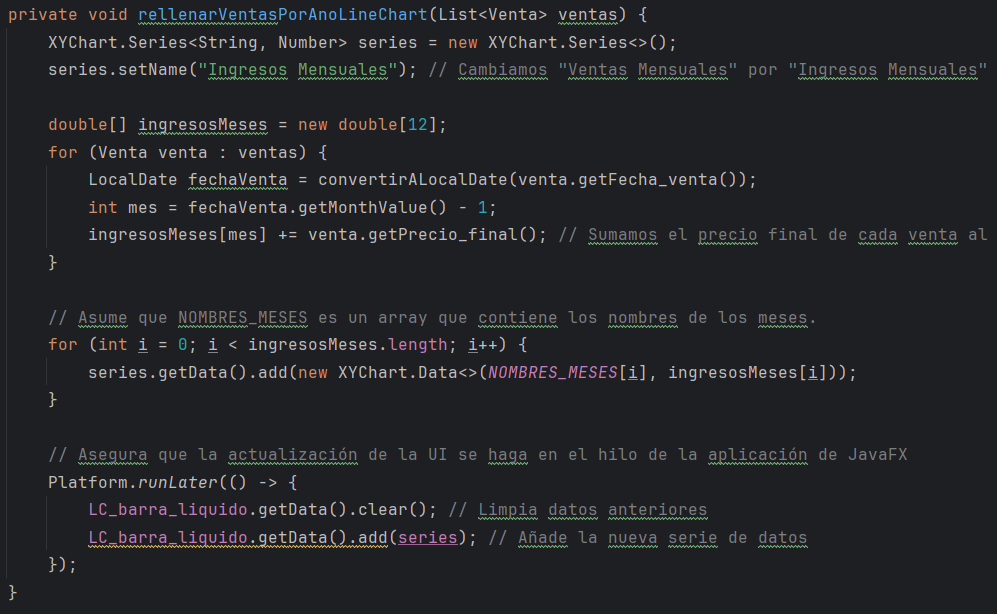 private void rellenarVentasPorAnoLineChart(List<Venta> ventas) {
    XYChart.Series<String, Number> series = new XYChart.Series<>();
    series.setName("Ingresos Mensuales"); // Cambiamos "Ventas Mensuales" por "Ingresos Mensuales"

    double[] ingresosMeses = new double[12];
    for (Venta venta : ventas) {
        LocalDate fechaVenta = convertirALocalDate(venta.getFecha_venta());
        int mes = fechaVenta.getMonthValue() - 1;
        ingresosMeses[mes] += venta.getPrecio_final(); // Sumamos el precio final de cada venta al
    }

    // Asume que NOMBRES_MESES es un array que contiene los nombres de los meses.
    for (int i = 0; i < ingresosMeses.length; i++) {
        series.getData().add(new XYChart.Data<>(NOMBRES_MESES[i], ingresosMeses[i]));
    }

    // Asegura que la actualización de la UI se haga en el hilo de la aplicación de JavaFX
    Platform.runLater(() -> {
        LC_barra_liquido.getData().clear(); // Limpia datos anteriores
        LC_barra_liquido.getData().add(series); // Añade la nueva serie de datos
    });
}